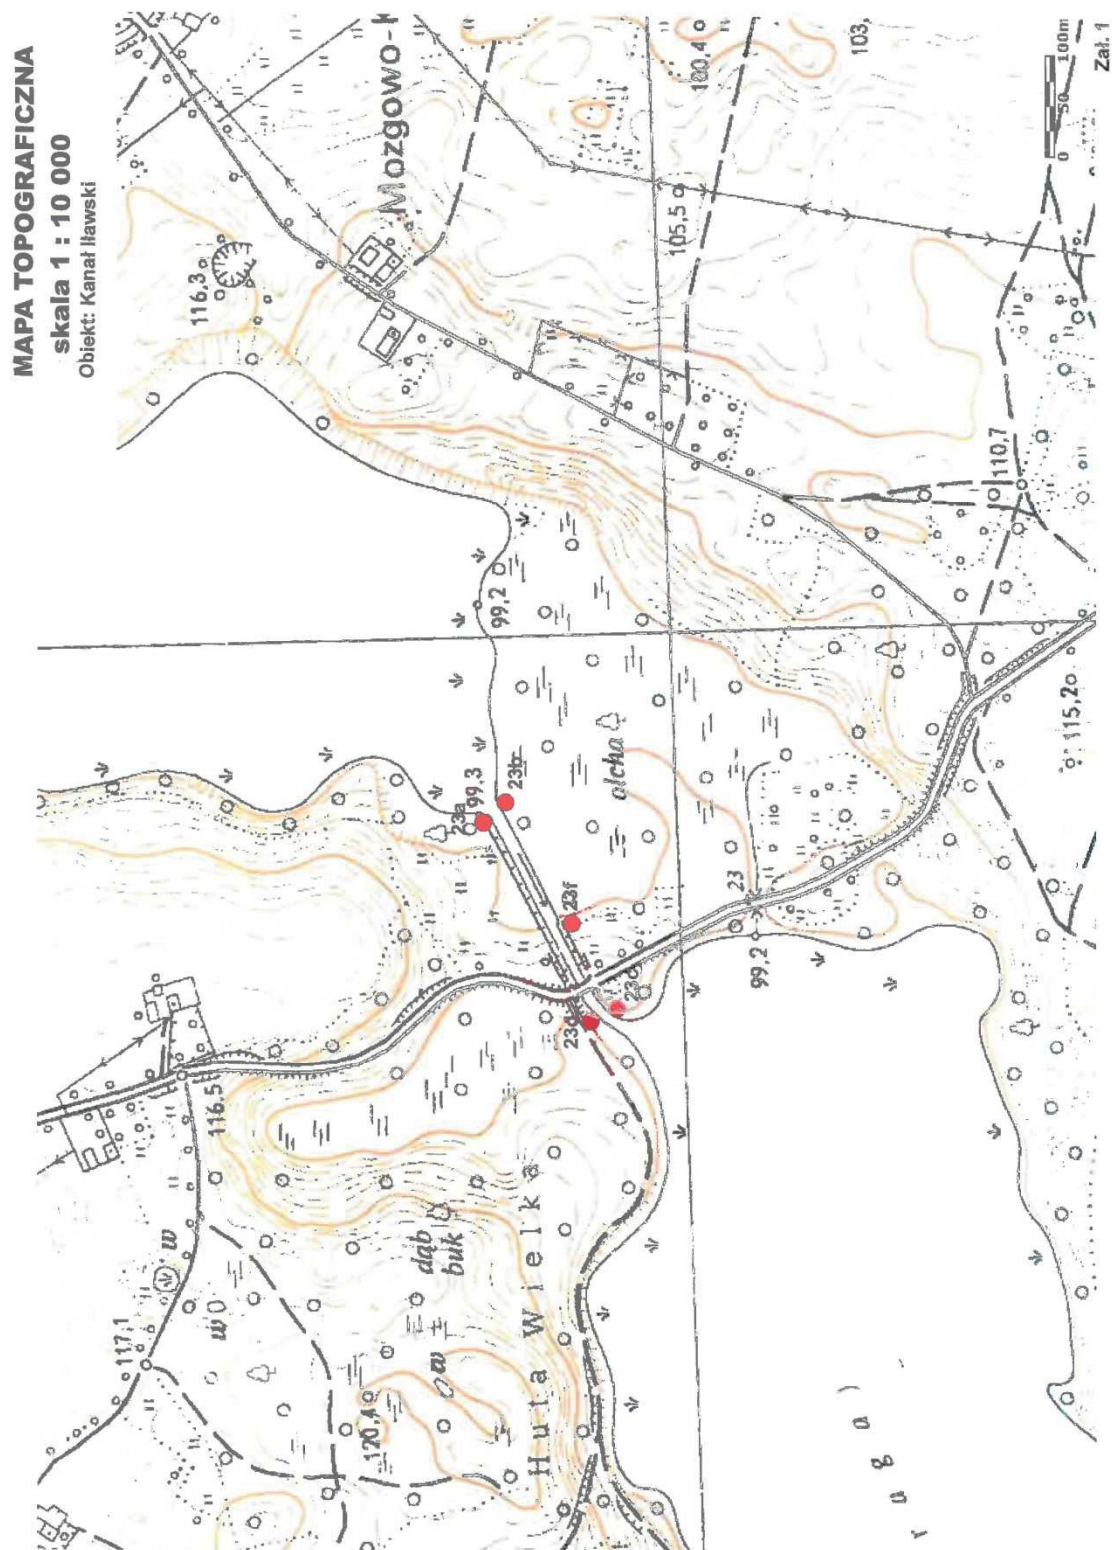 MAPA TOPOGRAFICZNA
skala 1 : 10 000
Obiekt: Kanał Iławski
116,3
Mozgowo-
100,4
103,
105,5
0 50 100m
Zał. 1
110,7
99,2
99,3
23a
23b
olcha
23f
23
23c
23d
99,2
115,2
116.5
117,1
w
w
dąb
buk
w
120,4
Huta Wielka
r a g a )